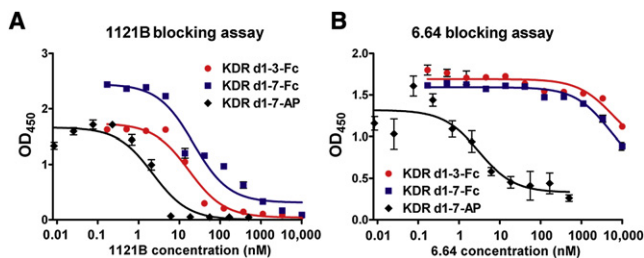 A
1121B blocking assay
KDR d1-3-Fc
KDR d1-7-Fc
KDR d1-7-AP
OD450
3
2
1
0
0.01 0.1 1 10 100 1000 10,000
1121B concentration (nM)
B
6.64 blocking assay
KDR d1-3-Fc
KDR d1-7-Fc
KDR d1-7-AP
OD450
2.0
1.5
1.0
0.5
0.0
0.01 0.1 1 10 100 1000 10,000
6.64 concentration (nM)